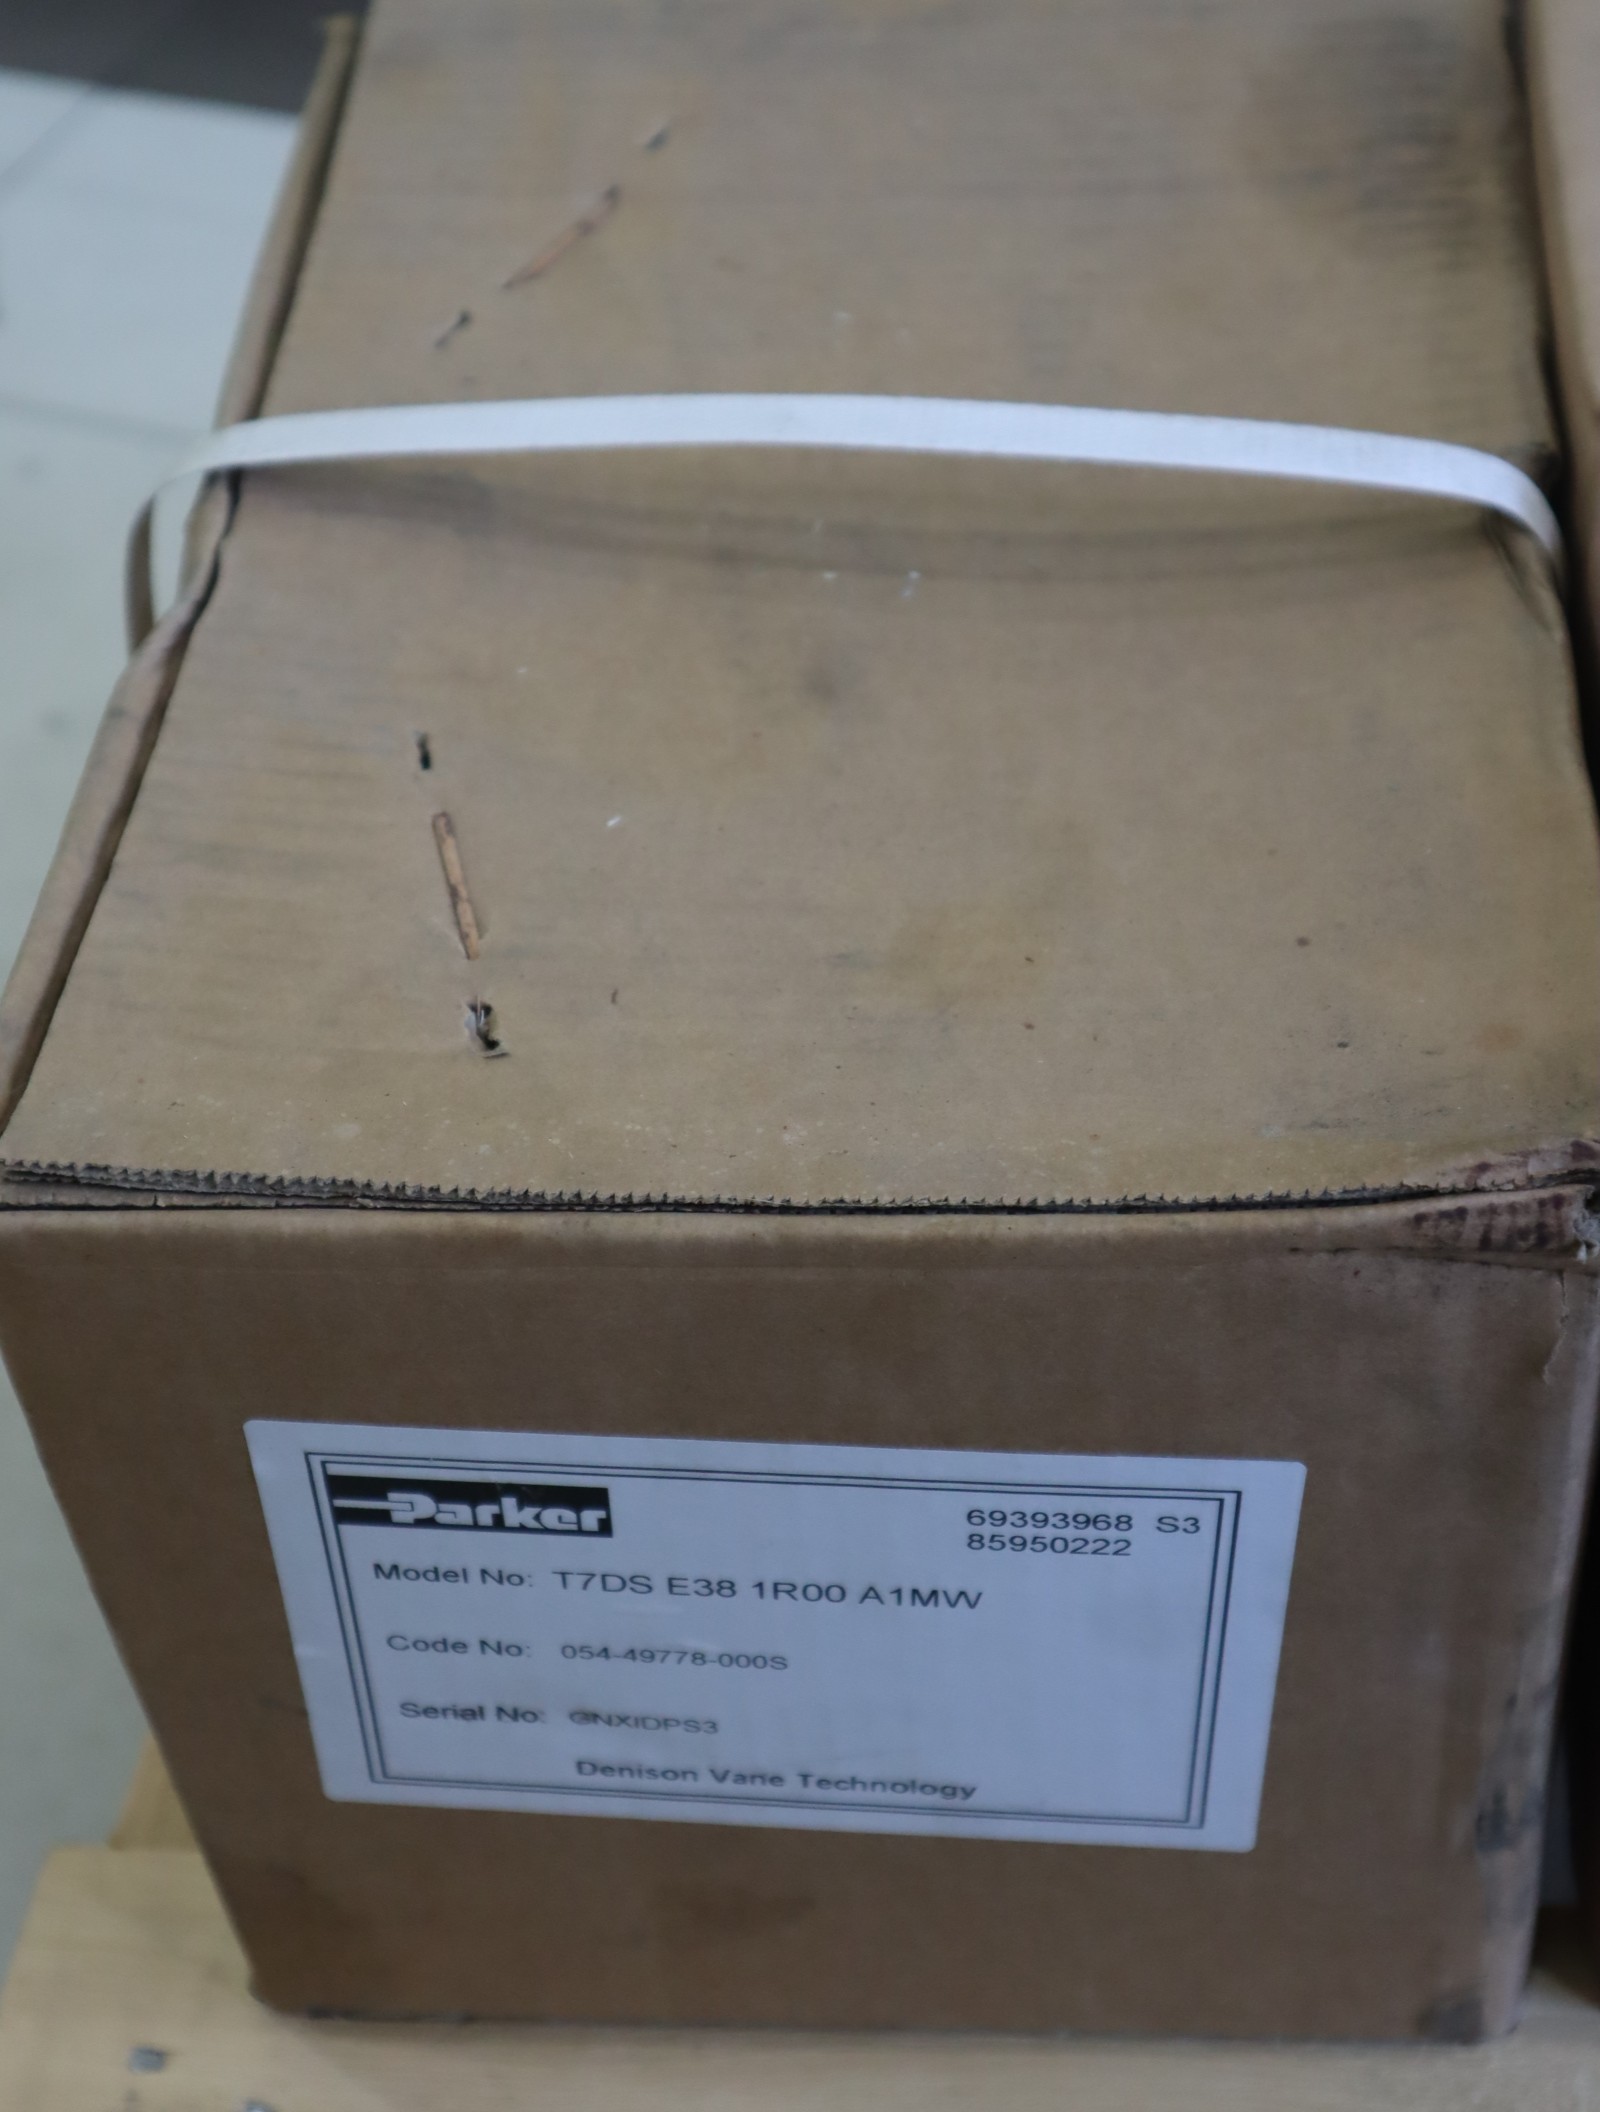 Parker
69393968 S3
85950222
Model No: T7DS E38 1R00 A1MW
Code No: 054-49778-000S
Serial No: GNXIDPS3
Denison Vane Technology